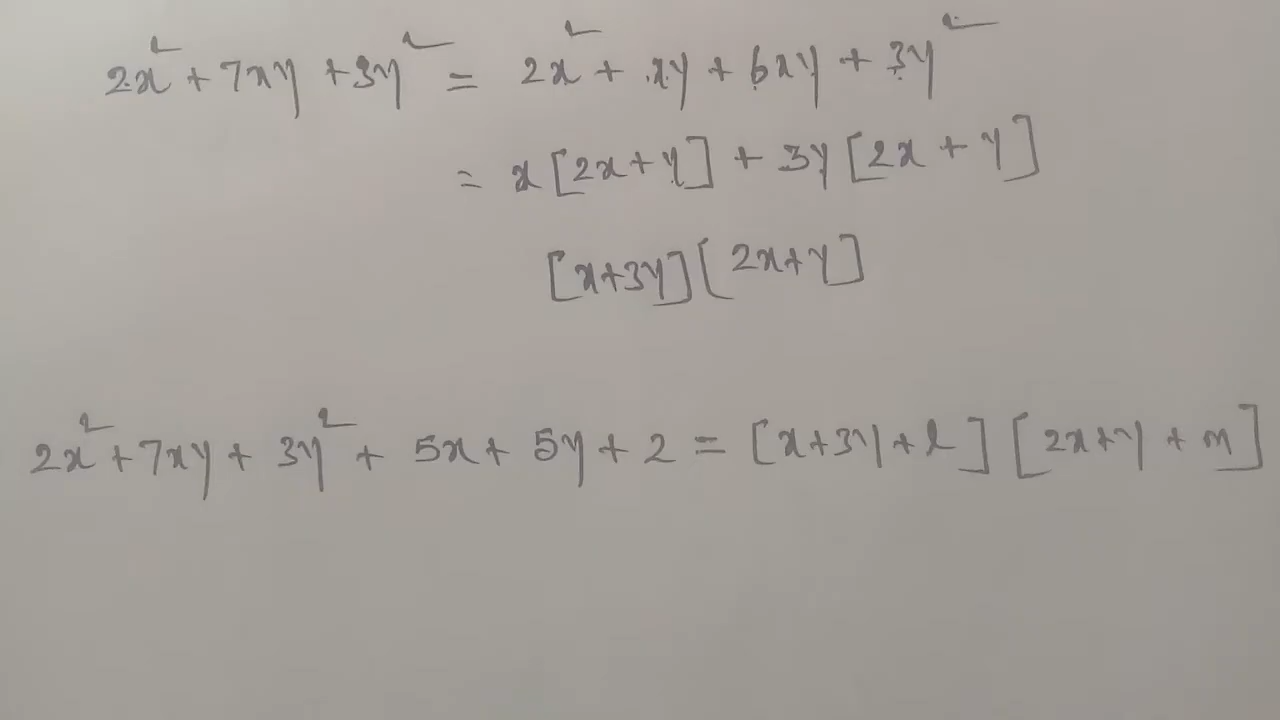 2x² + 7xy + 3y² = 2x² + xy + 6xy + 3y²
= x[2x+y] + 3y[2x + y]
[x+3y][2x+y]
2x² + 7xy + 3y² + 5x + 5y + 2 = [x+3y+l][2x+y+m]